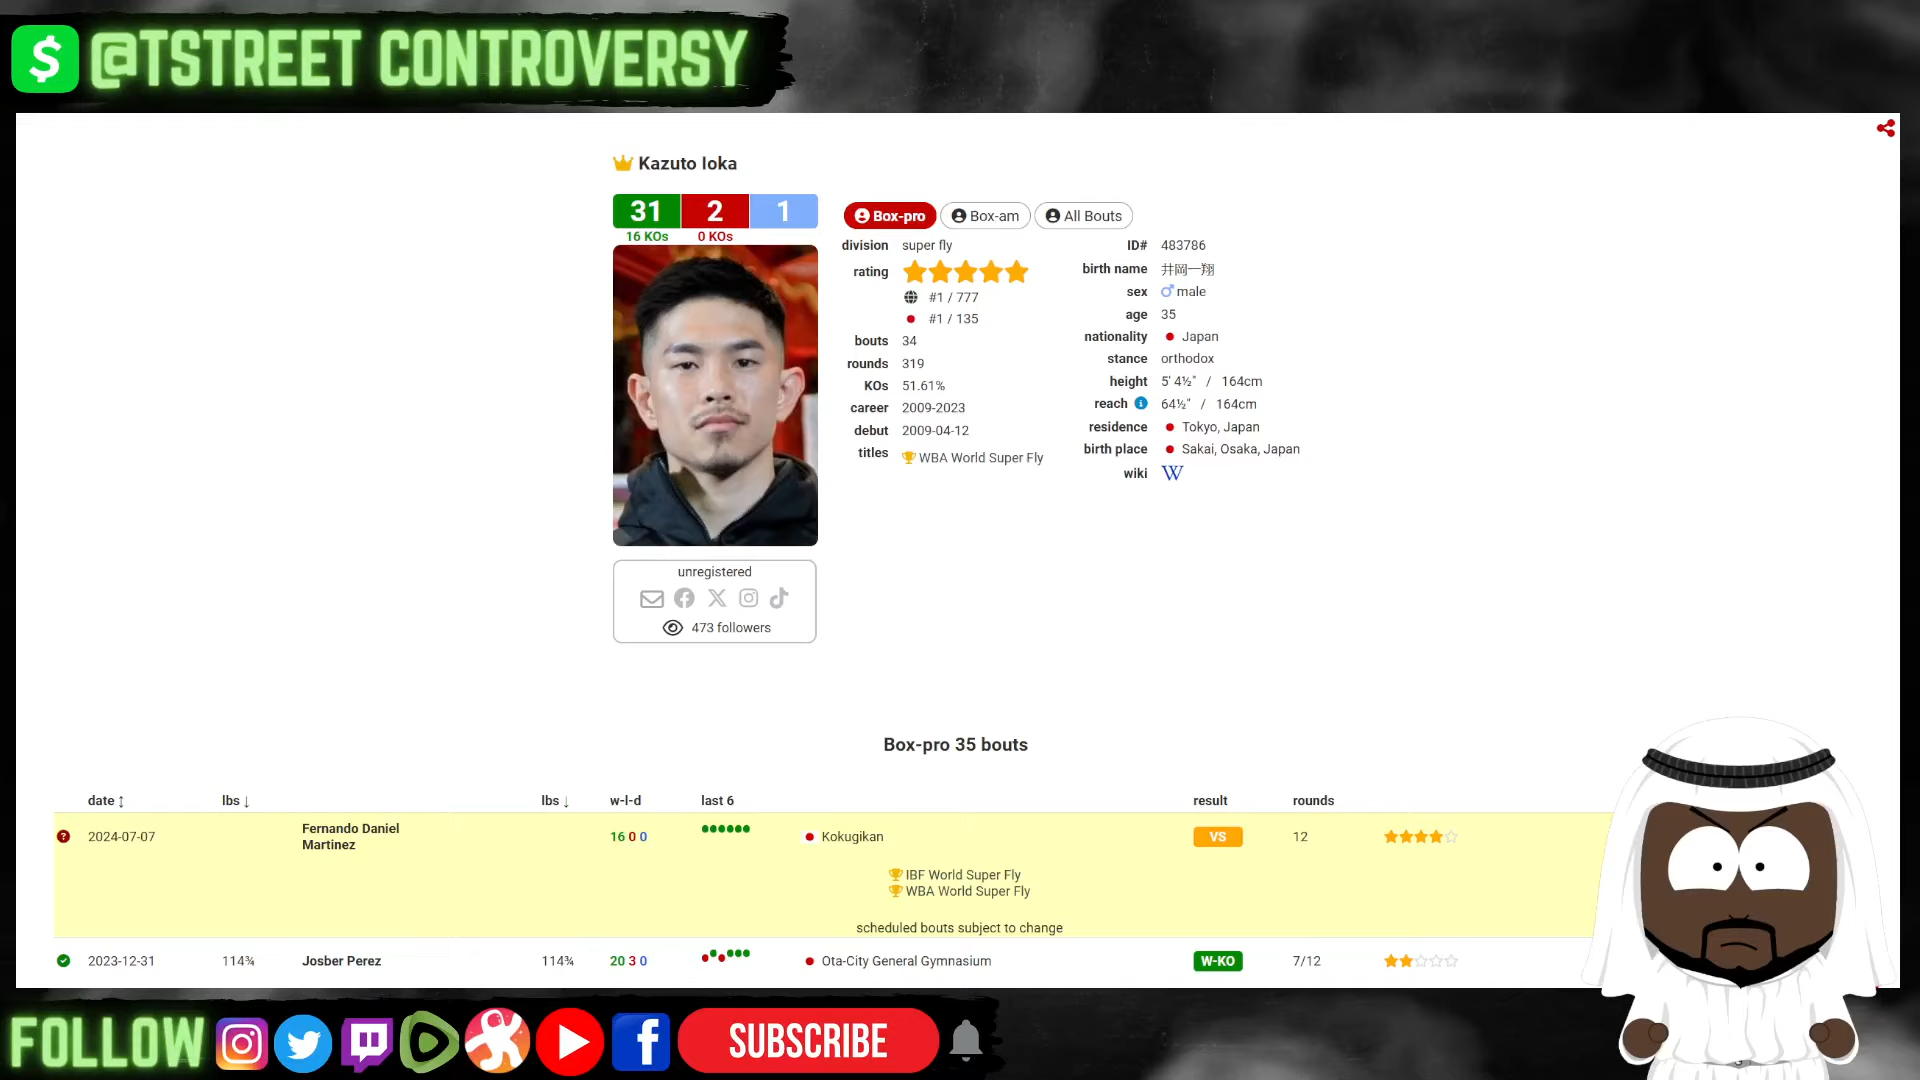 $ @TSTREET CONTROVERSY
Kazuto Ioka
31 2 1
16 KOs 0 KOs
Box-pro Box-am All Bouts
division super fly
rating
#1 / 777
#1 / 135
bouts 34
rounds 319
KOs 51.61%
career 2009-2023
debut 2009-04-12
titles WBA World Super Fly
ID# 483786
birth name 井岡一翔
sex male
age 35
nationality Japan
stance orthodox
height 5' 4½" / 164cm
reach 64½" / 164cm
residence Tokyo, Japan
birth place Sakai, Osaka, Japan
wiki W
unregistered
473 followers
Box-pro 35 bouts
date ↕ lbs ↓ lbs ↓ w-l-d last 6 result rounds
2024-07-07 Fernando Daniel Martinez 16 0 0 Kokugikan VS 12
IBF World Super Fly
WBA World Super Fly
scheduled bouts subject to change
2023-12-31 114¾ Josber Perez 114¾ 20 3 0 Ota-City General Gymnasium W-KO 7/12
FOLLOW SUBSCRIBE